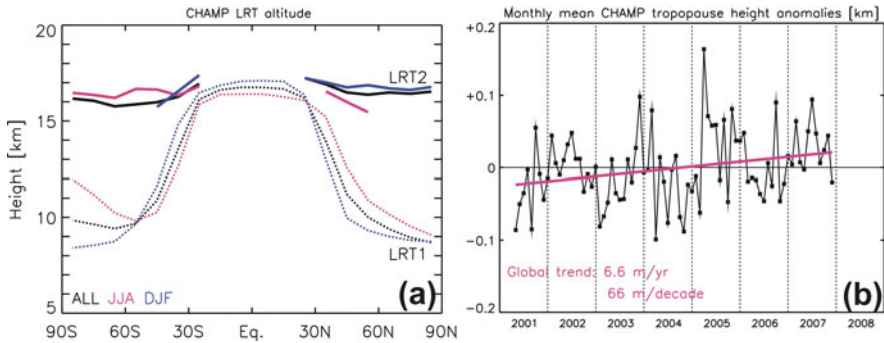 CHAMP LRT altitude
Height [km]
20
15
10
5
LRT2
LRT1
ALL JJA DJF
(a)
90S 60S 30S Eq. 30N 60N 90N
Monthly mean CHAMP tropopause height anomalies [km]
+0.2
+0.1
0
-0.1
-0.2
Global trend: 6.6 m/yr
66 m/decade
(b)
2001 2002 2003 2004 2005 2006 2007 2008